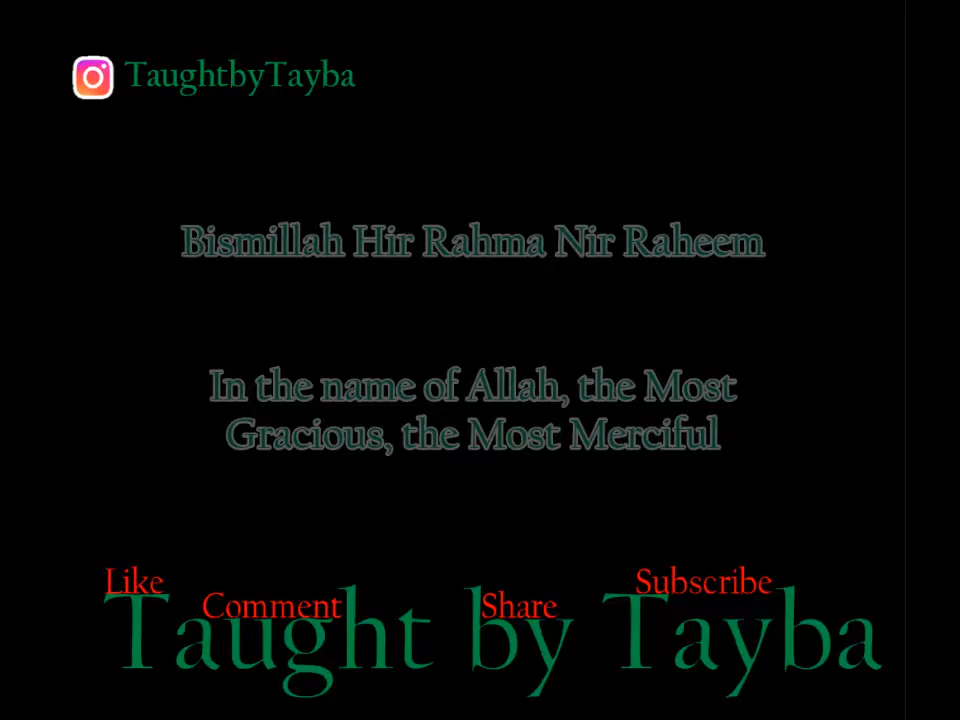 TaughtbyTayba
Bismillah Hir Rahma Nir Raheem
In the name of Allah, the Most
Gracious, the Most Merciful
Like
Comment
Share
Subscribe
Taught by Tayba